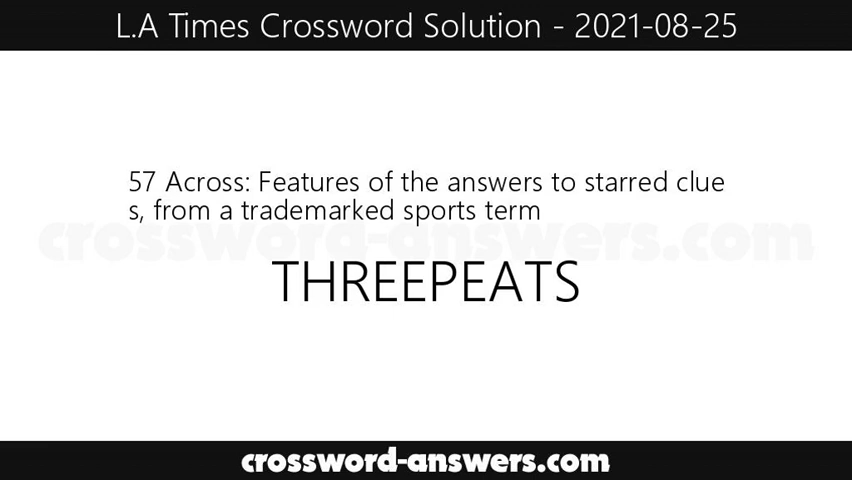 L.A Times Crossword Solution - 2021-08-25
57 Across: Features of the answers to starred clue
s, from a trademarked sports term
crossword-answers.com
THREEPEATS
crossword-answers.com